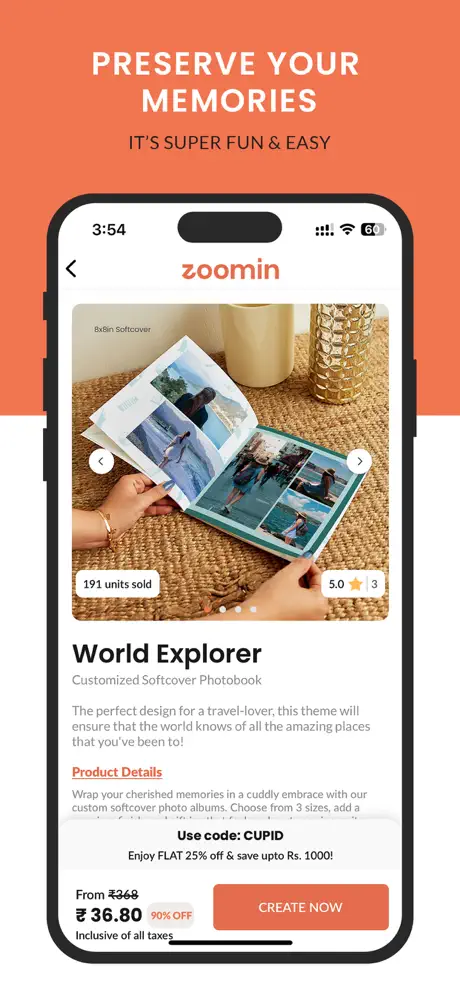 PRESERVE YOUR
MEMORIES
IT'S SUPER FUN & EASY
3:54
60
zoomin
8x8in Softcover
191 units sold
5.0 | 3
World Explorer
Customized Softcover Photobook
The perfect design for a travel-lover, this theme will
ensure that the world knows of all the amazing places
that you've been to!
Product Details
Wrap your cherished memories in a cuddly embrace with our
custom softcover photo albums. Choose from 3 sizes, add a
Use code: CUPID
Enjoy FLAT 25% off & save upto Rs. 1000!
From ₹368
₹ 36.80 90% OFF
Inclusive of all taxes
CREATE NOW